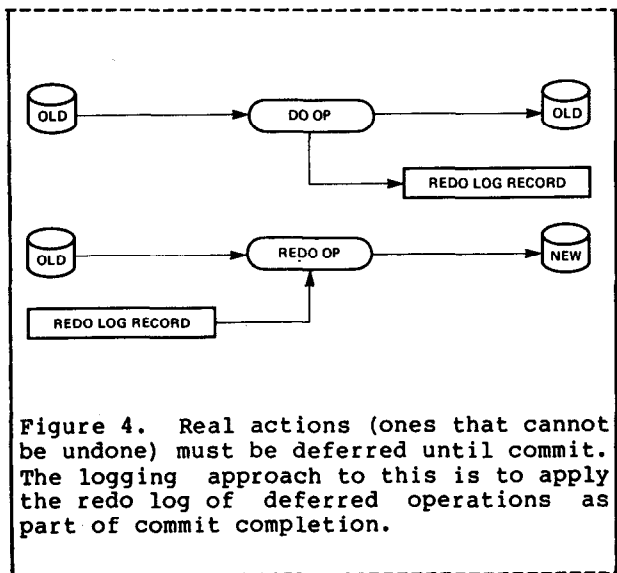 OLD
DO OP
OLD
REDO LOG RECORD
OLD
REDO OP
NEW
REDO LOG RECORD
Figure 4. Real actions (ones that cannot
be undone) must be deferred until commit.
The logging approach to this is to apply
the redo log of deferred operations as
part of commit completion.